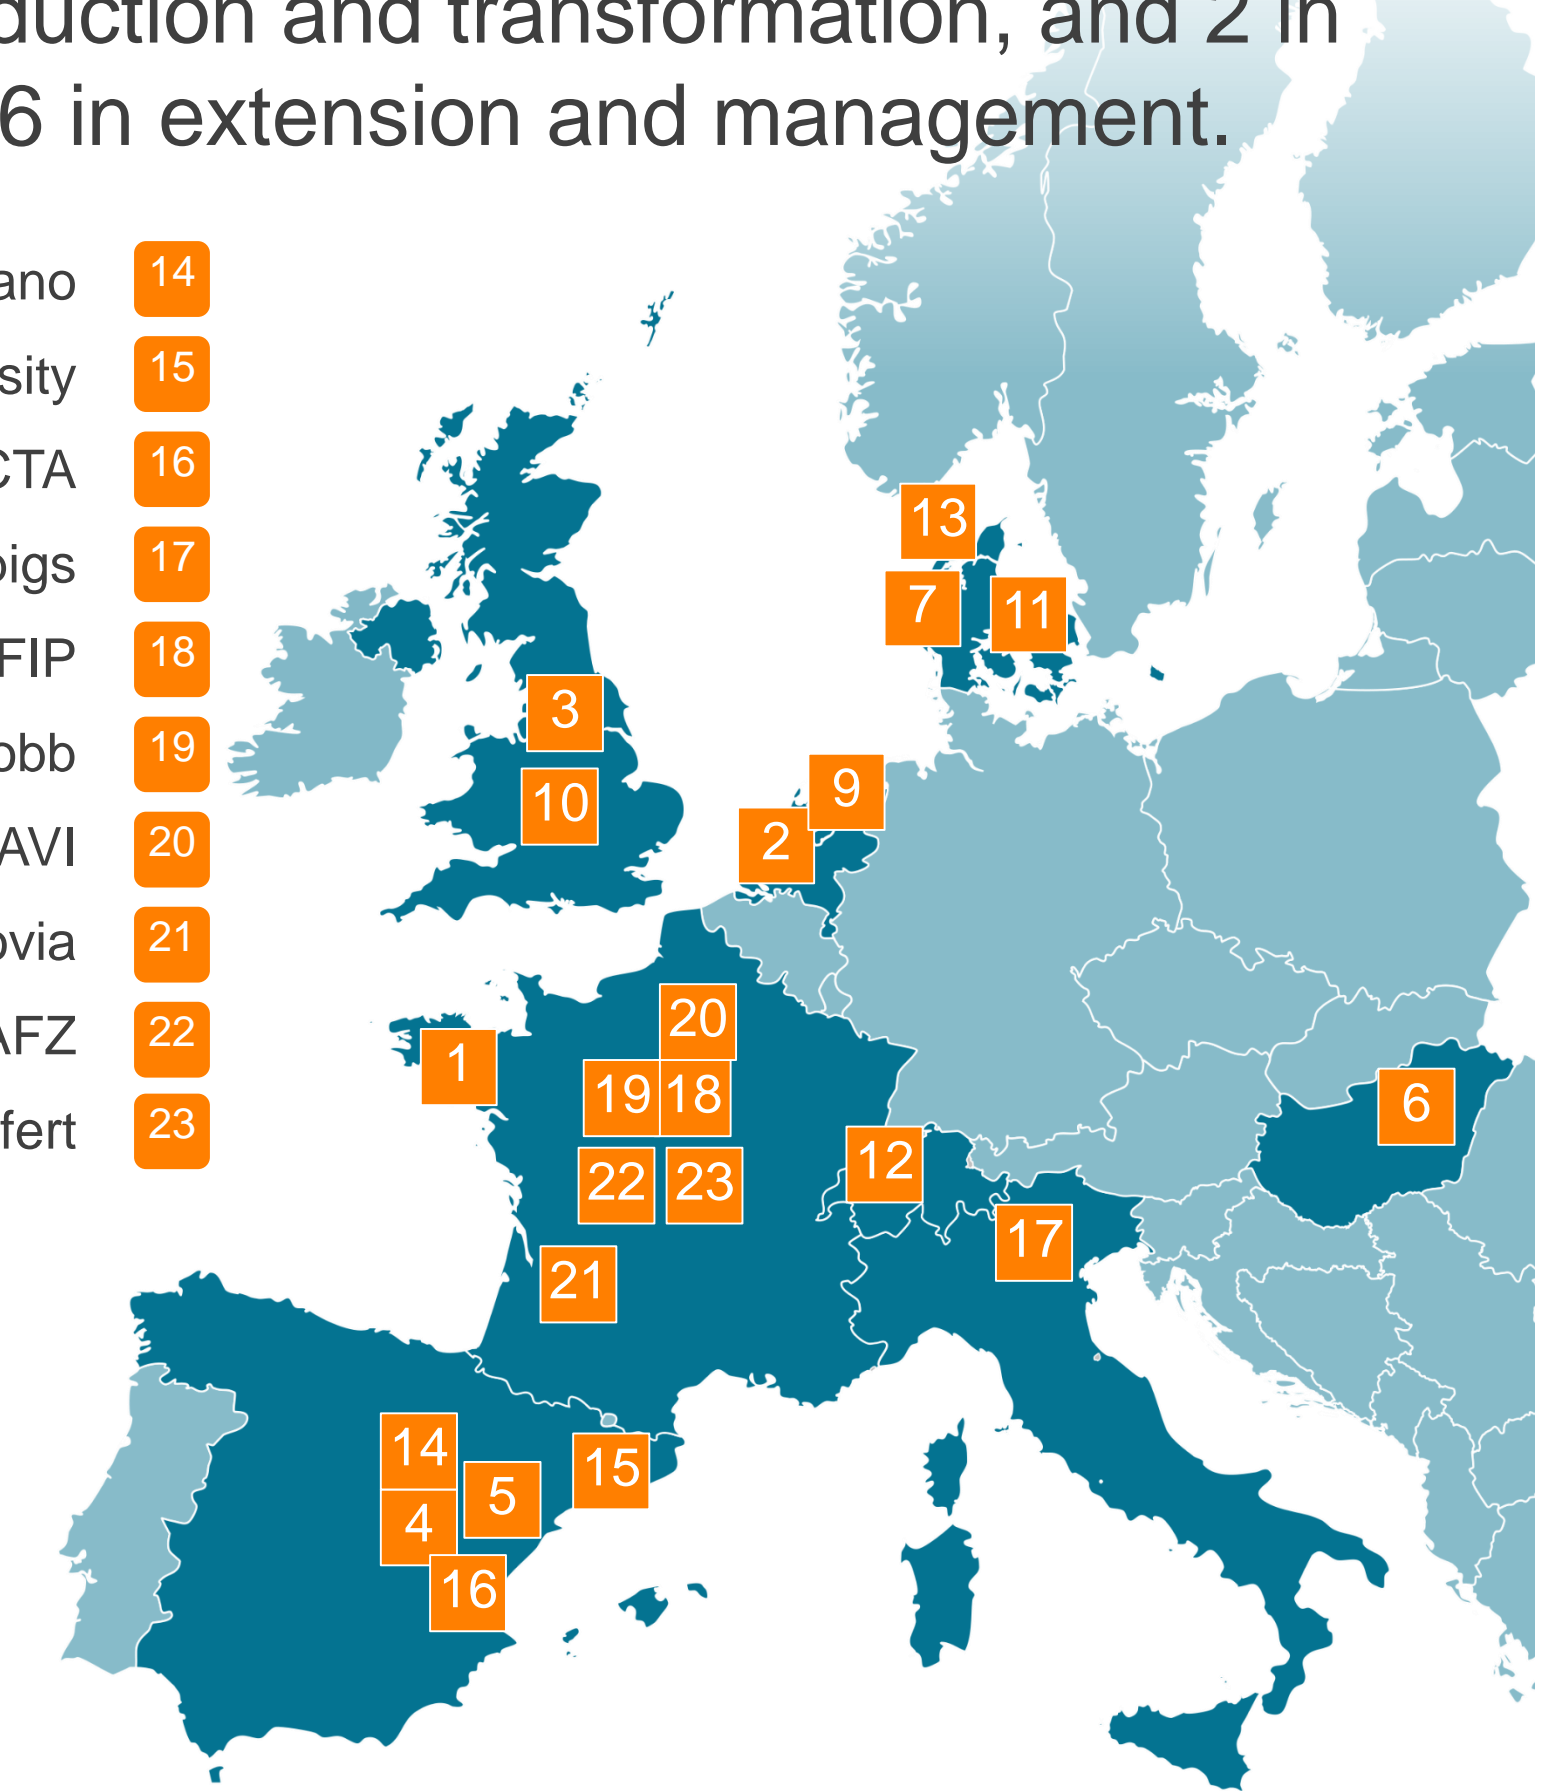 duction and transformation, and 2 in
6 in extension and management.
ano 14
sity 15
CTA 16
oigs 17
FIP 18
obb 19
AVI 20
ovia 21
AFZ 22
fert 23
13
7 11
3
10
9
2
20
1
19 18
6
12
22 23
17
21
14
15
5
4
16